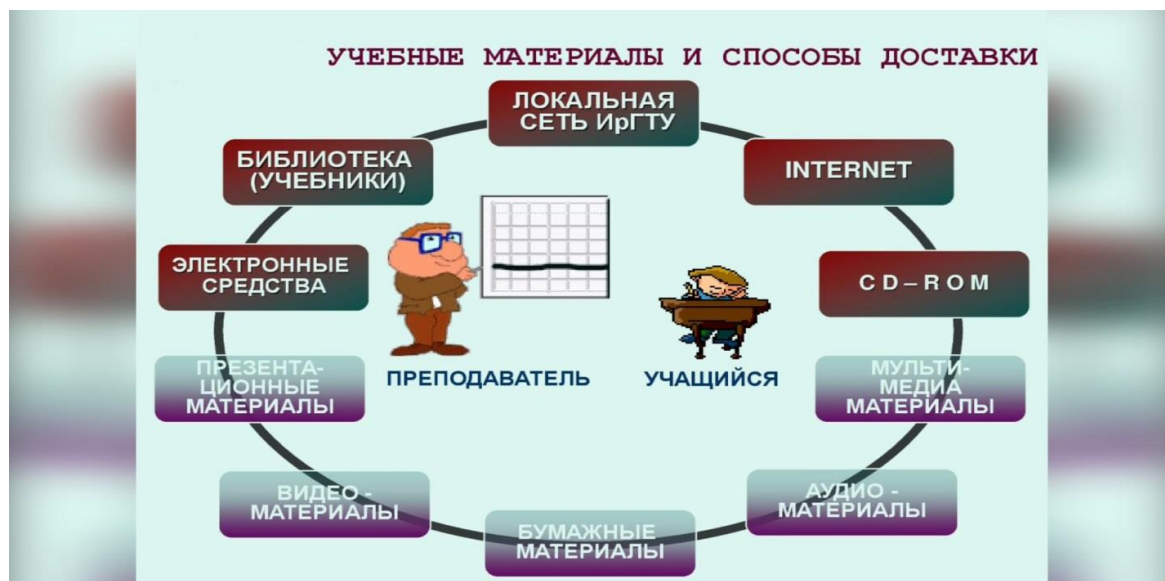 УЧЕБНЫЕ МАТЕРИАЛЫ И СПОСОБЫ ДОСТАВКИ
ЛОКАЛЬНАЯ
СЕТЬ ИрГТУ
БИБЛИОТЕКА
(УЧЕБНИКИ)
INTERNET
ЭЛЕКТРОННЫЕ
СРЕДСТВА
CD–ROM
ПРЕПОДАВАТЕЛЬ
УЧАЩИЙСЯ
ПРЕЗЕНТА-
ЦИОННЫЕ
МАТЕРИАЛЫ
МУЛЬТИ-
МЕДИА
МАТЕРИАЛЫ
ВИДЕО -
МАТЕРИАЛЫ
АУДИО -
МАТЕРИАЛЫ
БУМАЖНЫЕ
МАТЕРИАЛЫ